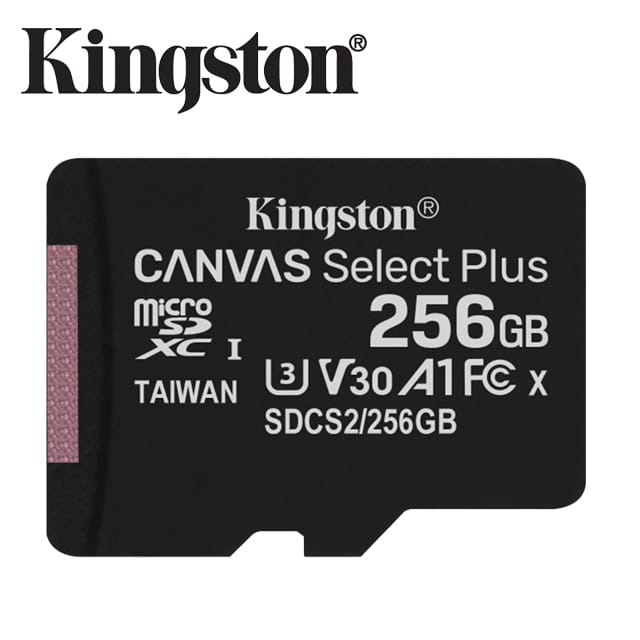 Kingston®
Kingston®
CANVAS Select Plus
micro SD XC I
256GB
TAIWAN
U3 V30 A1 FC X
SDCS2/256GB